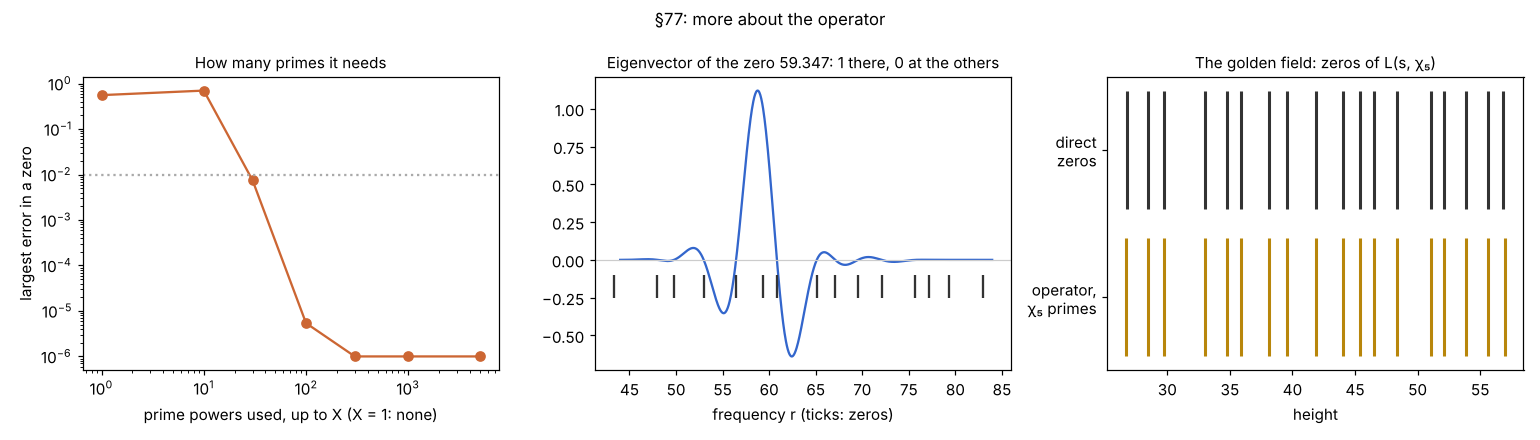 §77: more about the operator
How many primes it needs
largest error in a zero
10⁰
10⁻¹
10⁻²
10⁻³
10⁻⁴
10⁻⁵
10⁻⁶
10⁰ 10¹ 10² 10³
prime powers used, up to X (X = 1: none)
Eigenvector of the zero 59.347: 1 there, 0 at the others
1.00
0.75
0.50
0.25
0.00
−0.25
−0.50
45 50 55 60 65 70 75 80 85
frequency r (ticks: zeros)
The golden field: zeros of L(s, χ₅)
direct
zeros
operator,
χ₅ primes
30 35 40 45 50 55
height